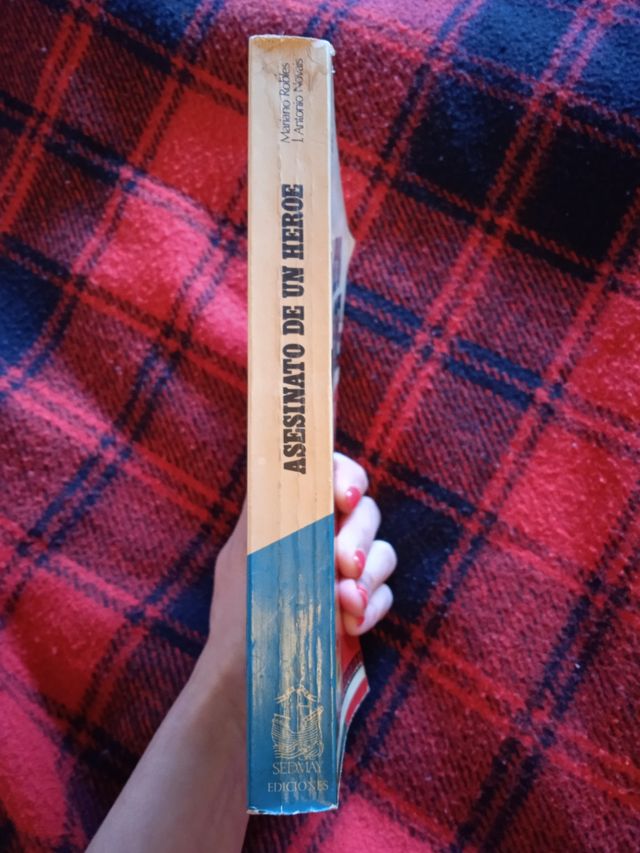 Mariano Robles
J. Antonio Novais
ASESINATO DE UN HEROE
SEDMAY
EDICIONES